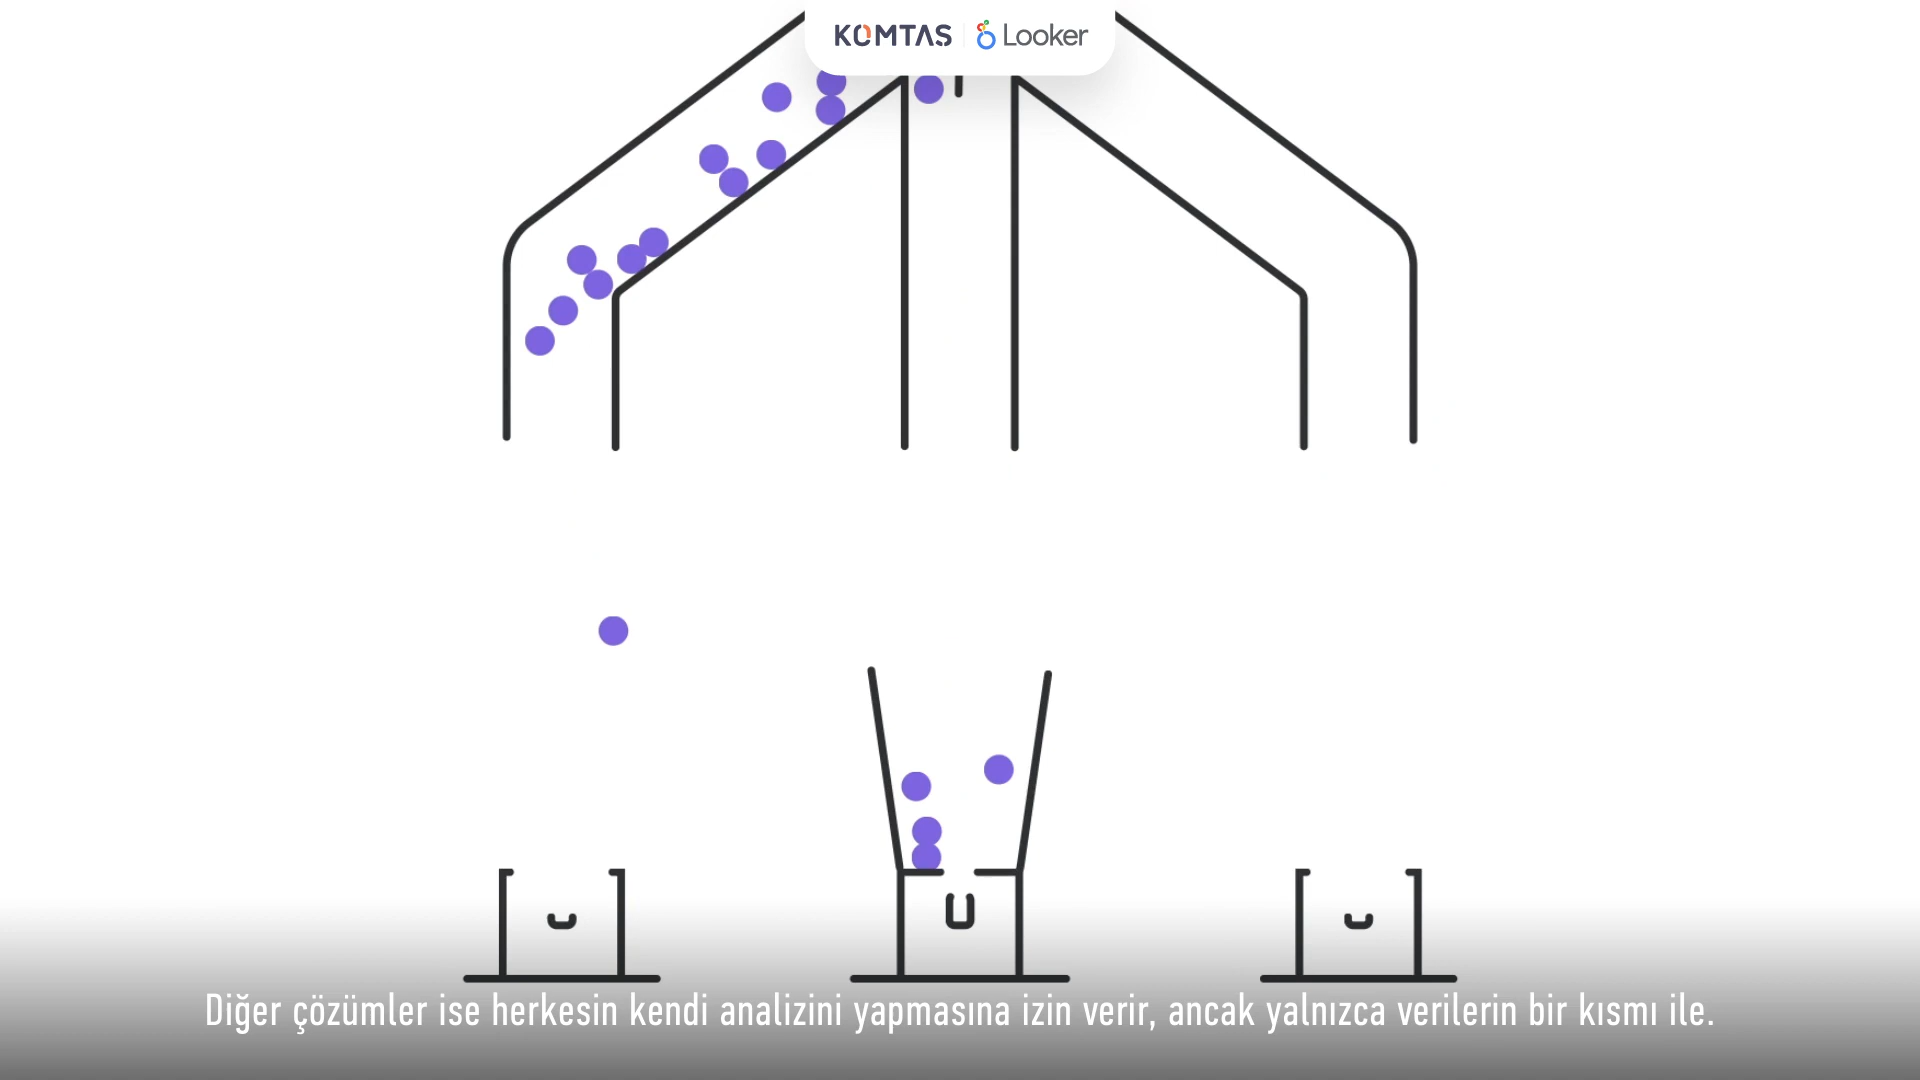 KOMTAS | Looker
Diğer çözümler ise herkesin kendi analizini yapmasına izin verir, ancak yalnızca verilerin bir kısmı ile.